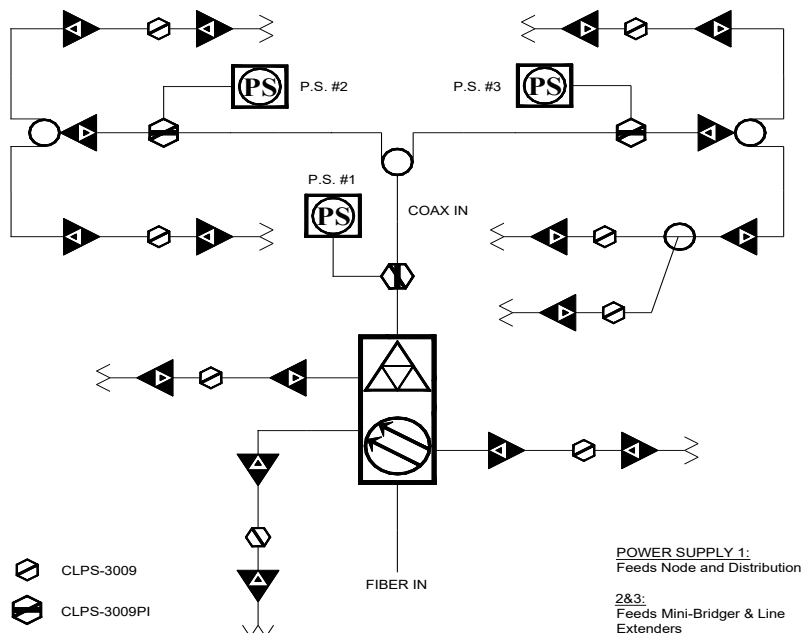 PS P.S. #2
P.S. #3 PS
P.S. #1
PS
COAX IN
FIBER IN
CLPS-3009
CLPS-3009PI
POWER SUPPLY 1:
Feeds Node and Distribution
2&3:
Feeds Mini-Bridger & Line
Extenders